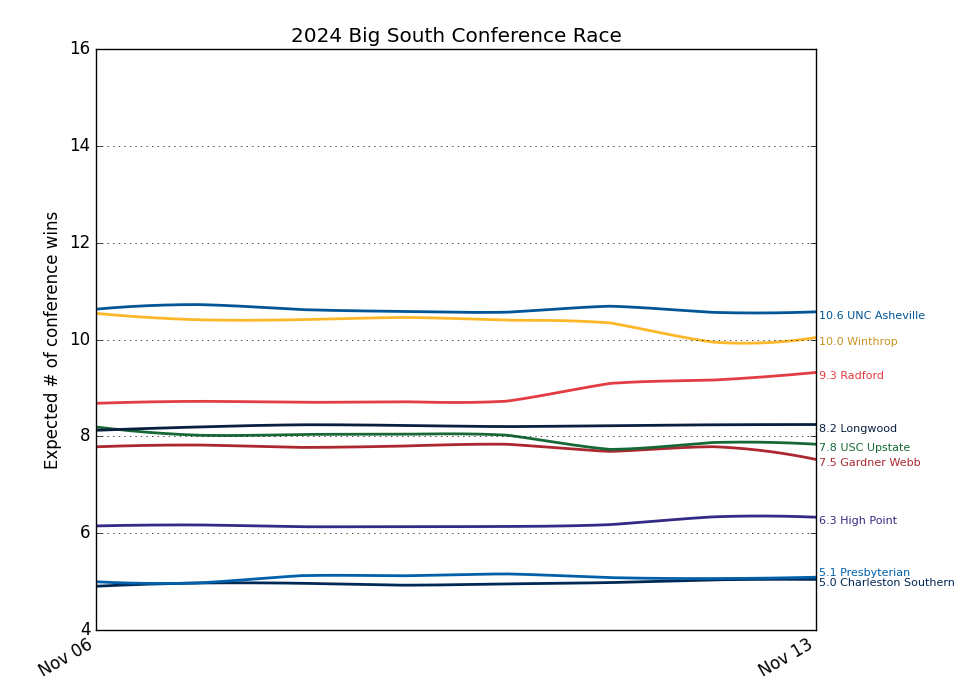 2024 Big South Conference Race
Expected # of conference wins
16
14
12
10
8
6
4
Nov 06
Nov 13
10.6 UNC Asheville
10.0 Winthrop
9.3 Radford
8.2 Longwood
7.8 USC Upstate
7.5 Gardner Webb
6.3 High Point
5.1 Presbyterian
5.0 Charleston Southern